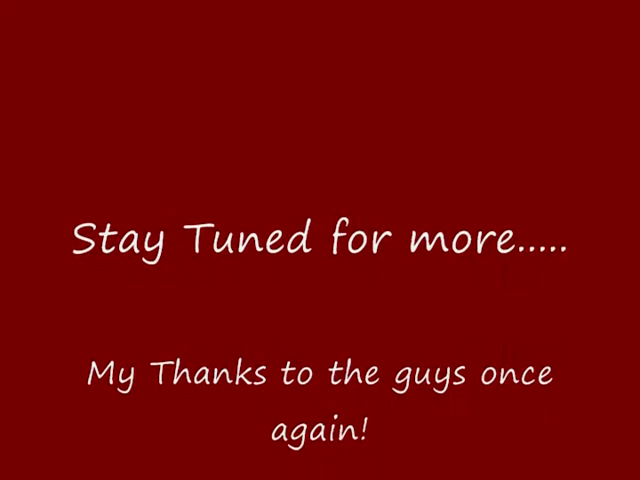 Stay Tuned for more.....
My Thanks to the guys once
again!